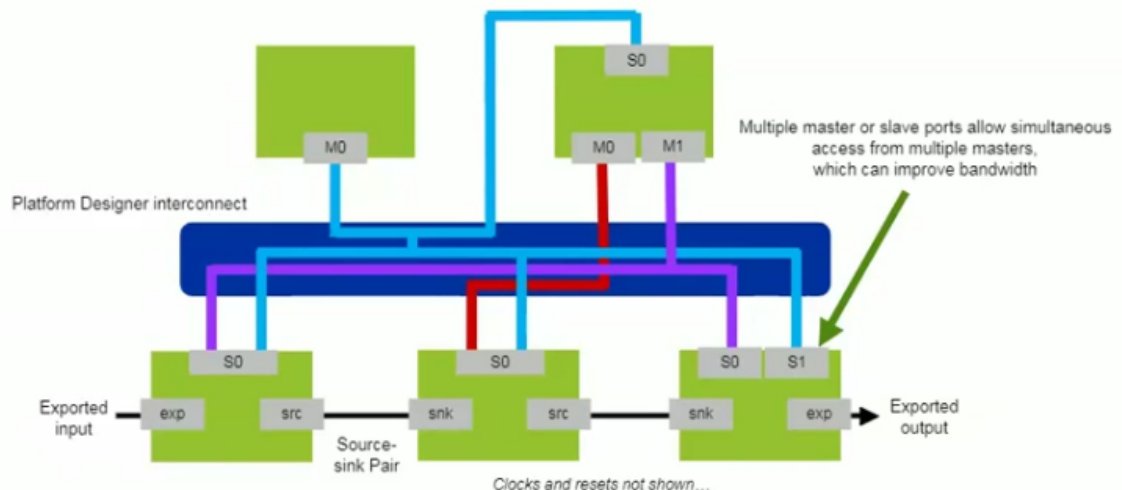 S0
M0
M0
M1
Multiple master or slave ports allow simultaneous
access from multiple masters,
which can improve bandwidth
Platform Designer interconnect
S0
S0
S0
S1
Exported
input
exp
src
snk
src
snk
exp
Exported
output
Source-
sink Pair
Clocks and resets not shown...